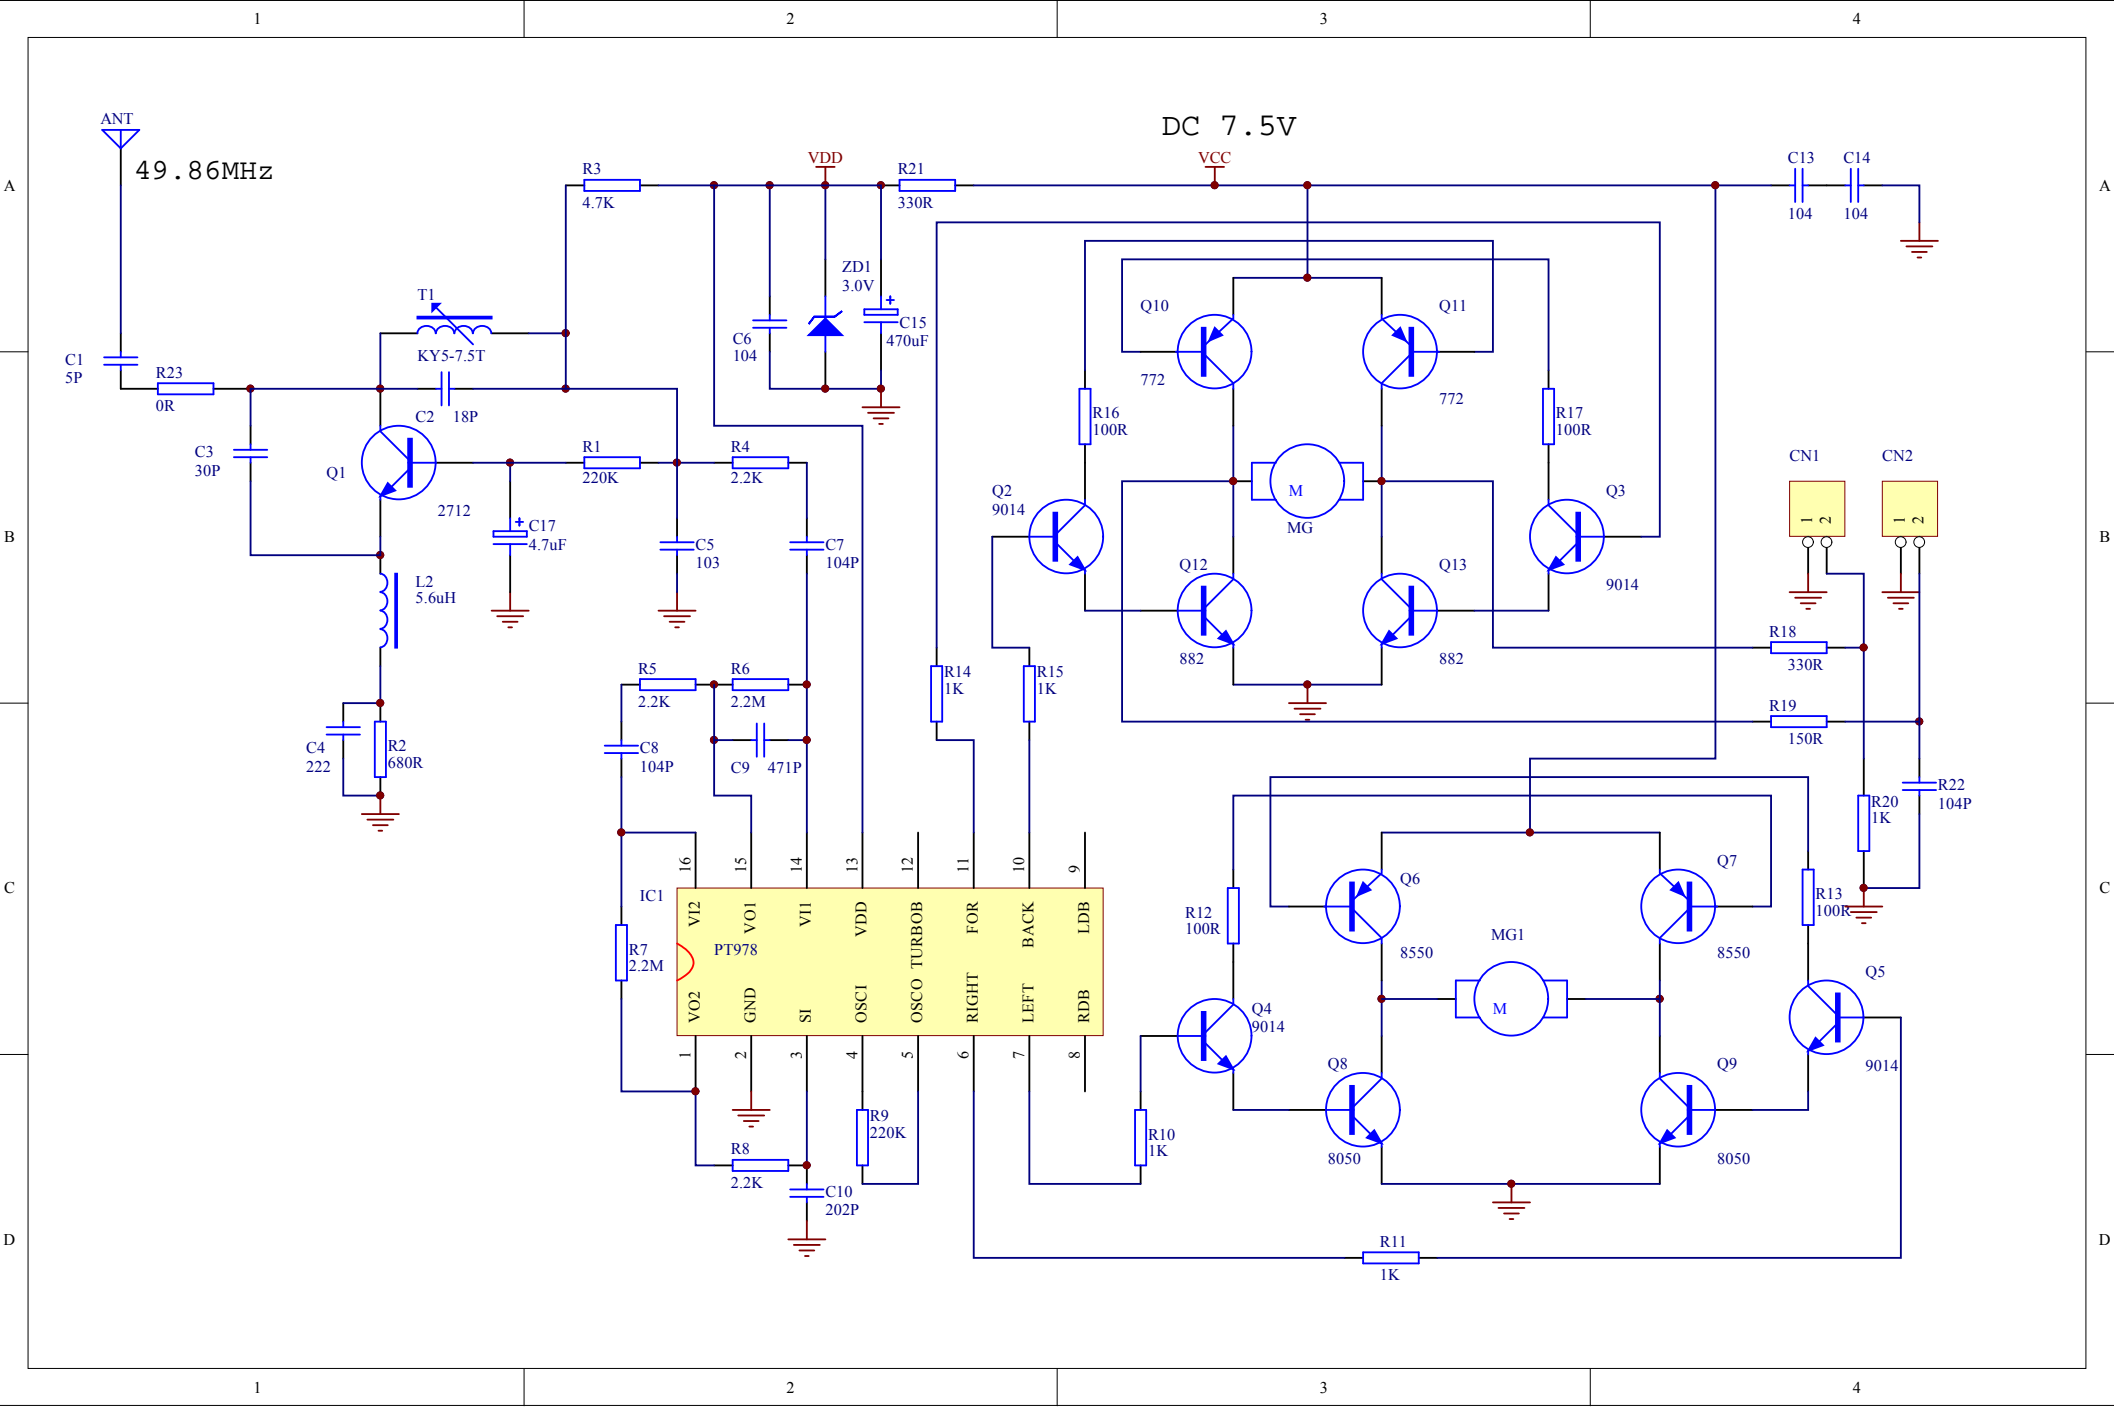 1 2 3 4
A A
B B
C C
D D
ANT
49.86MHz
DC 7.5V
R3
4.7K
VDD
R21
330R
VCC
C13
104
C14
104
T1
KY5-7.5T
C1
5P
R23
0R
C2 18P
C3
30P
Q1
2712
C6
104
ZD1
3.0V
C15
470uF
R1
220K
R4
2.2K
C17
4.7uF
C5
103
C7
104P
L2
5.6uH
C4
222
R2
680R
R5
2.2K
R6
2.2M
C8
104P
C9 471P
Q10
772
Q11
772
R16
100R
R17
100R
M
MG
Q2
9014
Q3
9014
Q12
882
Q13
882
CN1
1 2
CN2
1 2
R14
1K
R15
1K
R18
330R
R19
150R
R20
1K
R22
104P
IC1
PT978
16 15 14 13 12 11 10 9
VI2 VO1 VI1 VDD TURBOB FOR BACK LDB
VO2 GND SI OSCI OSCO RIGHT LEFT RDB
1 2 3 4 5 6 7 8
R7
2.2M
R8
2.2K
C10
202P
R9
220K
R10
1K
R11
1K
R12
100R
R13
100R
Q4
9014
Q5
9014
Q6
8550
Q7
8550
MG1
M
Q8
8050
Q9
8050
1 2 3 4